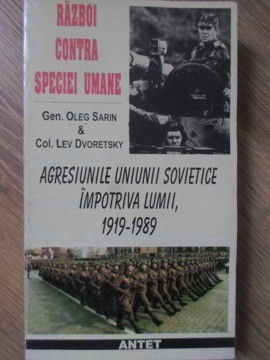 RĂZBOI
CONTRA
SPECIEI UMANE
GEN. OLEG SARIN
&
COL. LEV DVORETSKY
AGRESIUNILE UNIUNII SOVIETICE
ÎMPOTRIVA LUMII,
1919-1989
ANTET